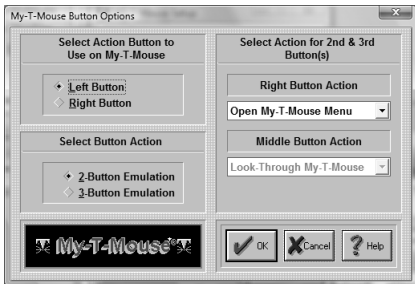 My-T-Mouse Button Options
Select Action Button to
Use on My-T-Mouse
Left Button
Right Button
Select Button Action
2-Button Emulation
3-Button Emulation
My-T-Mouse®
Select Action for 2nd & 3rd
Button(s)
Right Button Action
Open My-T-Mouse Menu
Middle Button Action
Look-Through My-T-Mouse
OK
Cancel
Help